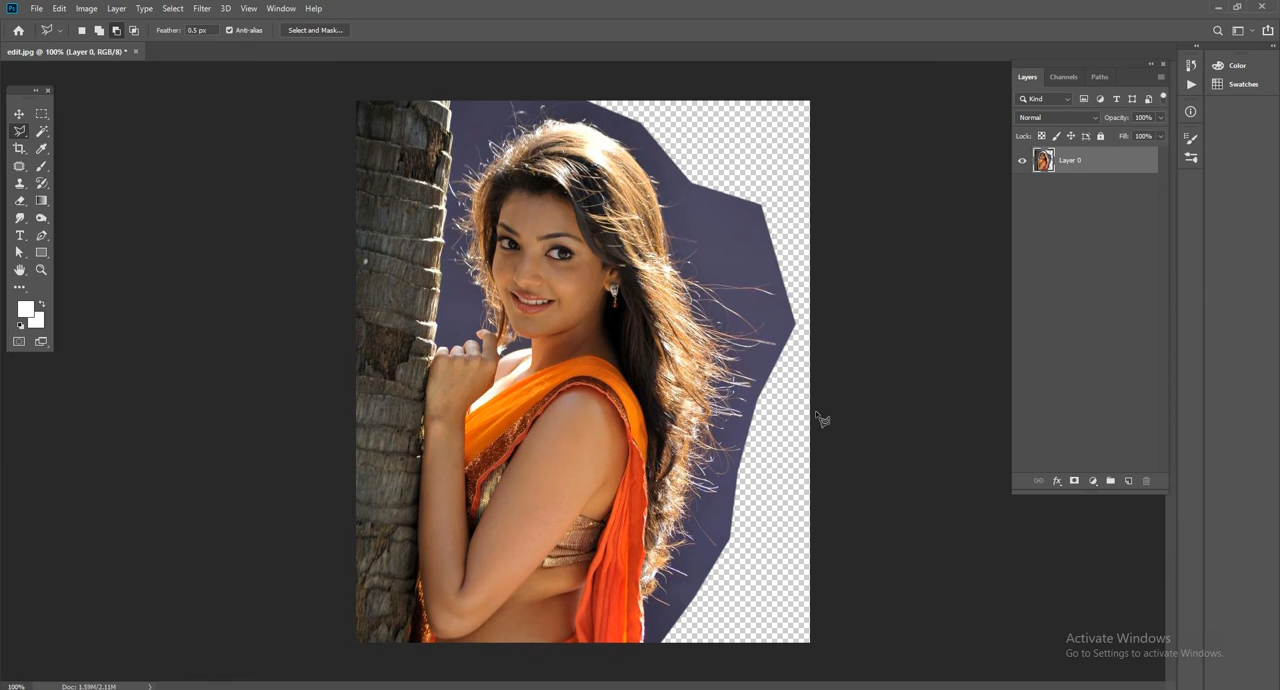 Ps File Edit Image Layer Type Select Filter 3D View Window Help
Feather: 0.5 px Anti-alias Select and Mask...
edit.jpg @ 100% (Layer 0, RGB/8) *
Color
Swatches
Layers Channels Paths
Kind
Normal Opacity: 100%
Lock: Fill: 100%
Layer 0
fx
Activate Windows
Go to Settings to activate Windows.
100% Doc: 1.59M/2.11M